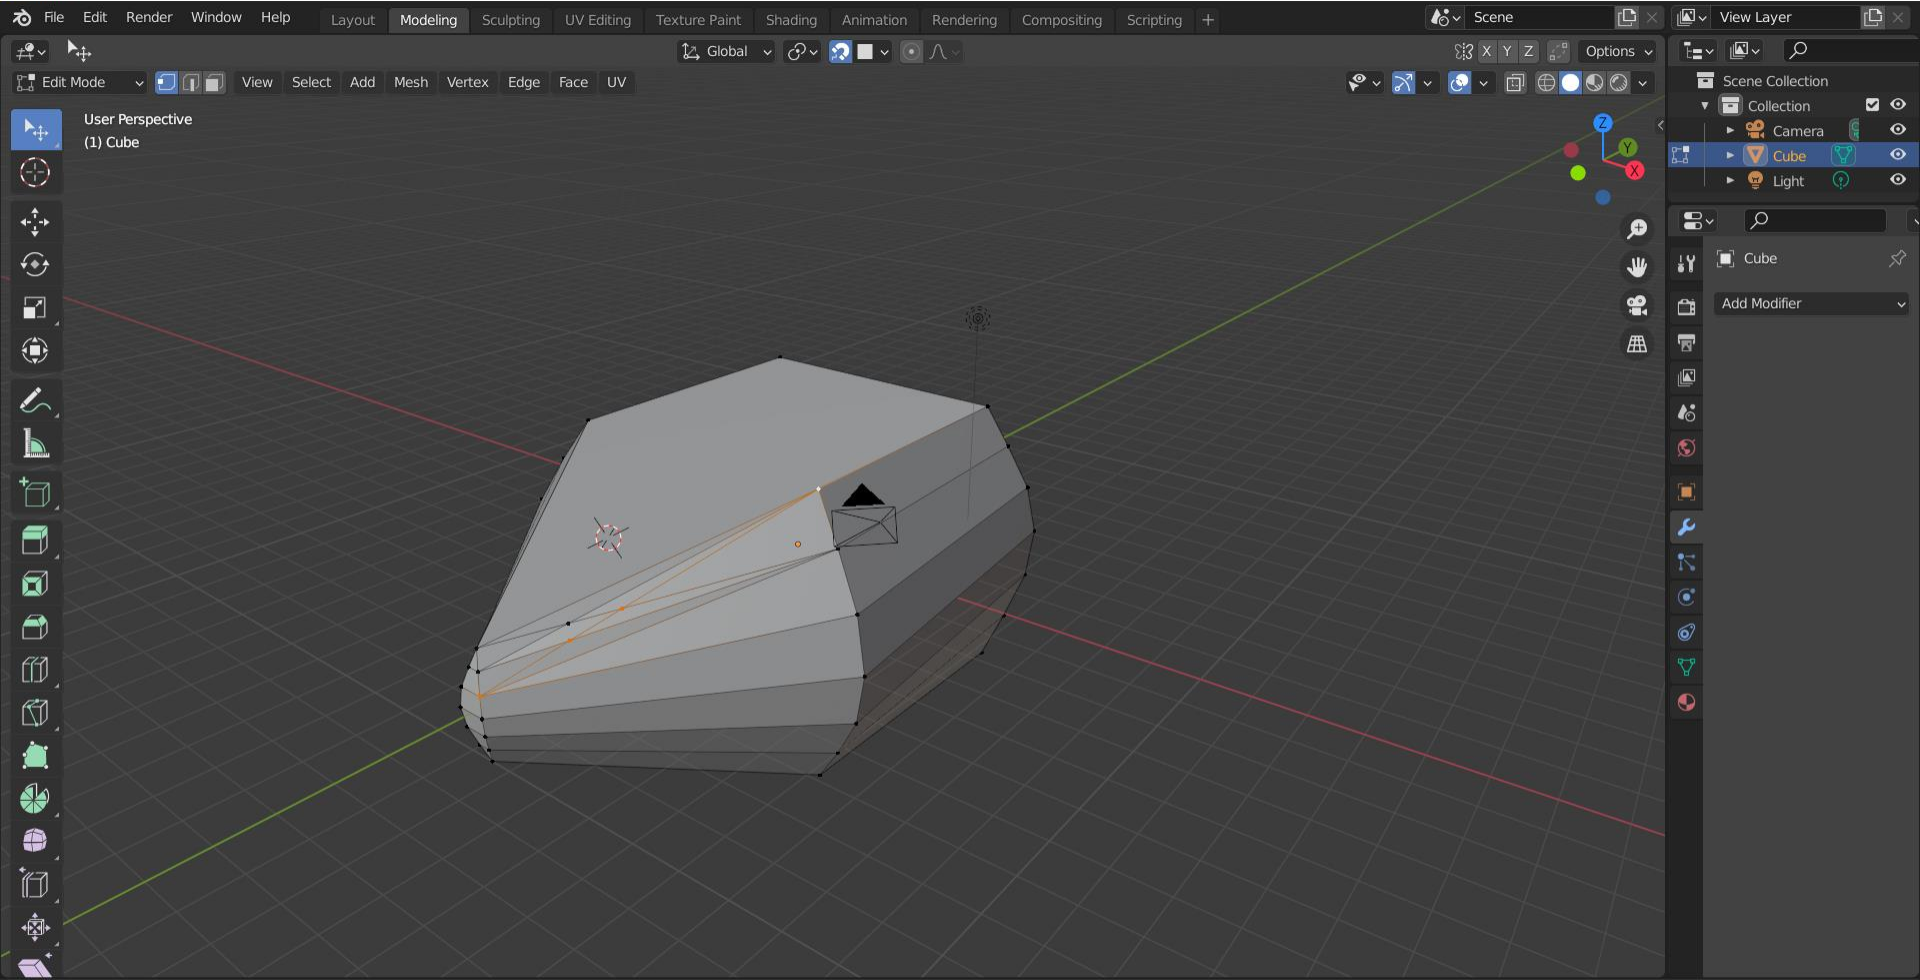 File Edit Render Window Help Layout Modeling Sculpting UV Editing Texture Paint Shading Animation Rendering Compositing Scripting + Scene View Layer
Global X Y Z Options
Edit Mode View Select Add Mesh Vertex Edge Face UV
User Perspective
(1) Cube
Z
Y
X
Scene Collection
Collection
Camera
Cube
Light
Cube
Add Modifier